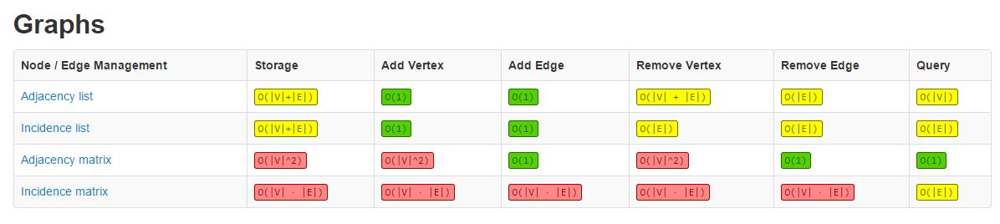 Graphs
Node / Edge Management Storage Add Vertex Add Edge Remove Vertex Remove Edge Query
Adjacency list O(|V|+|E|) O(1) O(1) O(|V| + |E|) O(|E|) O(|V|)
Incidence list O(|V|+|E|) O(1) O(1) O(|E|) O(|E|) O(|E|)
Adjacency matrix O(|V|^2) O(|V|^2) O(1) O(|V|^2) O(1) O(1)
Incidence matrix O(|V| · |E|) O(|V| · |E|) O(|V| · |E|) O(|V| · |E|) O(|V| · |E|) O(|E|)